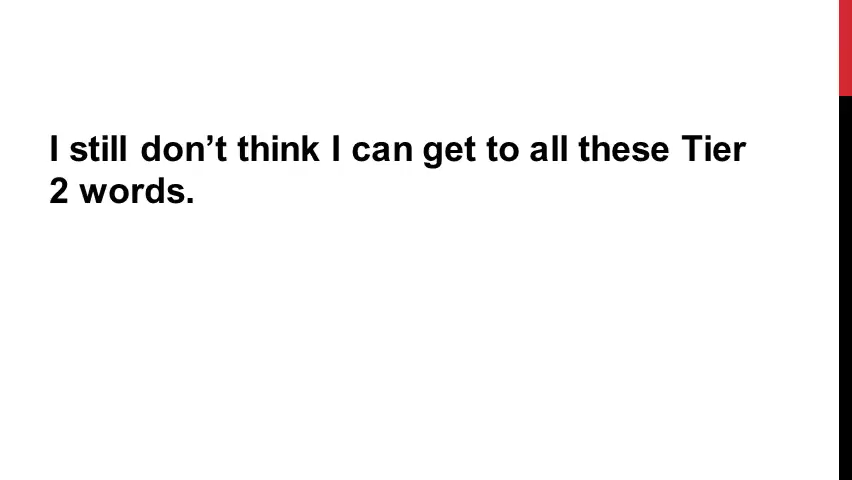 I still don’t think I can get to all these Tier
2 words.